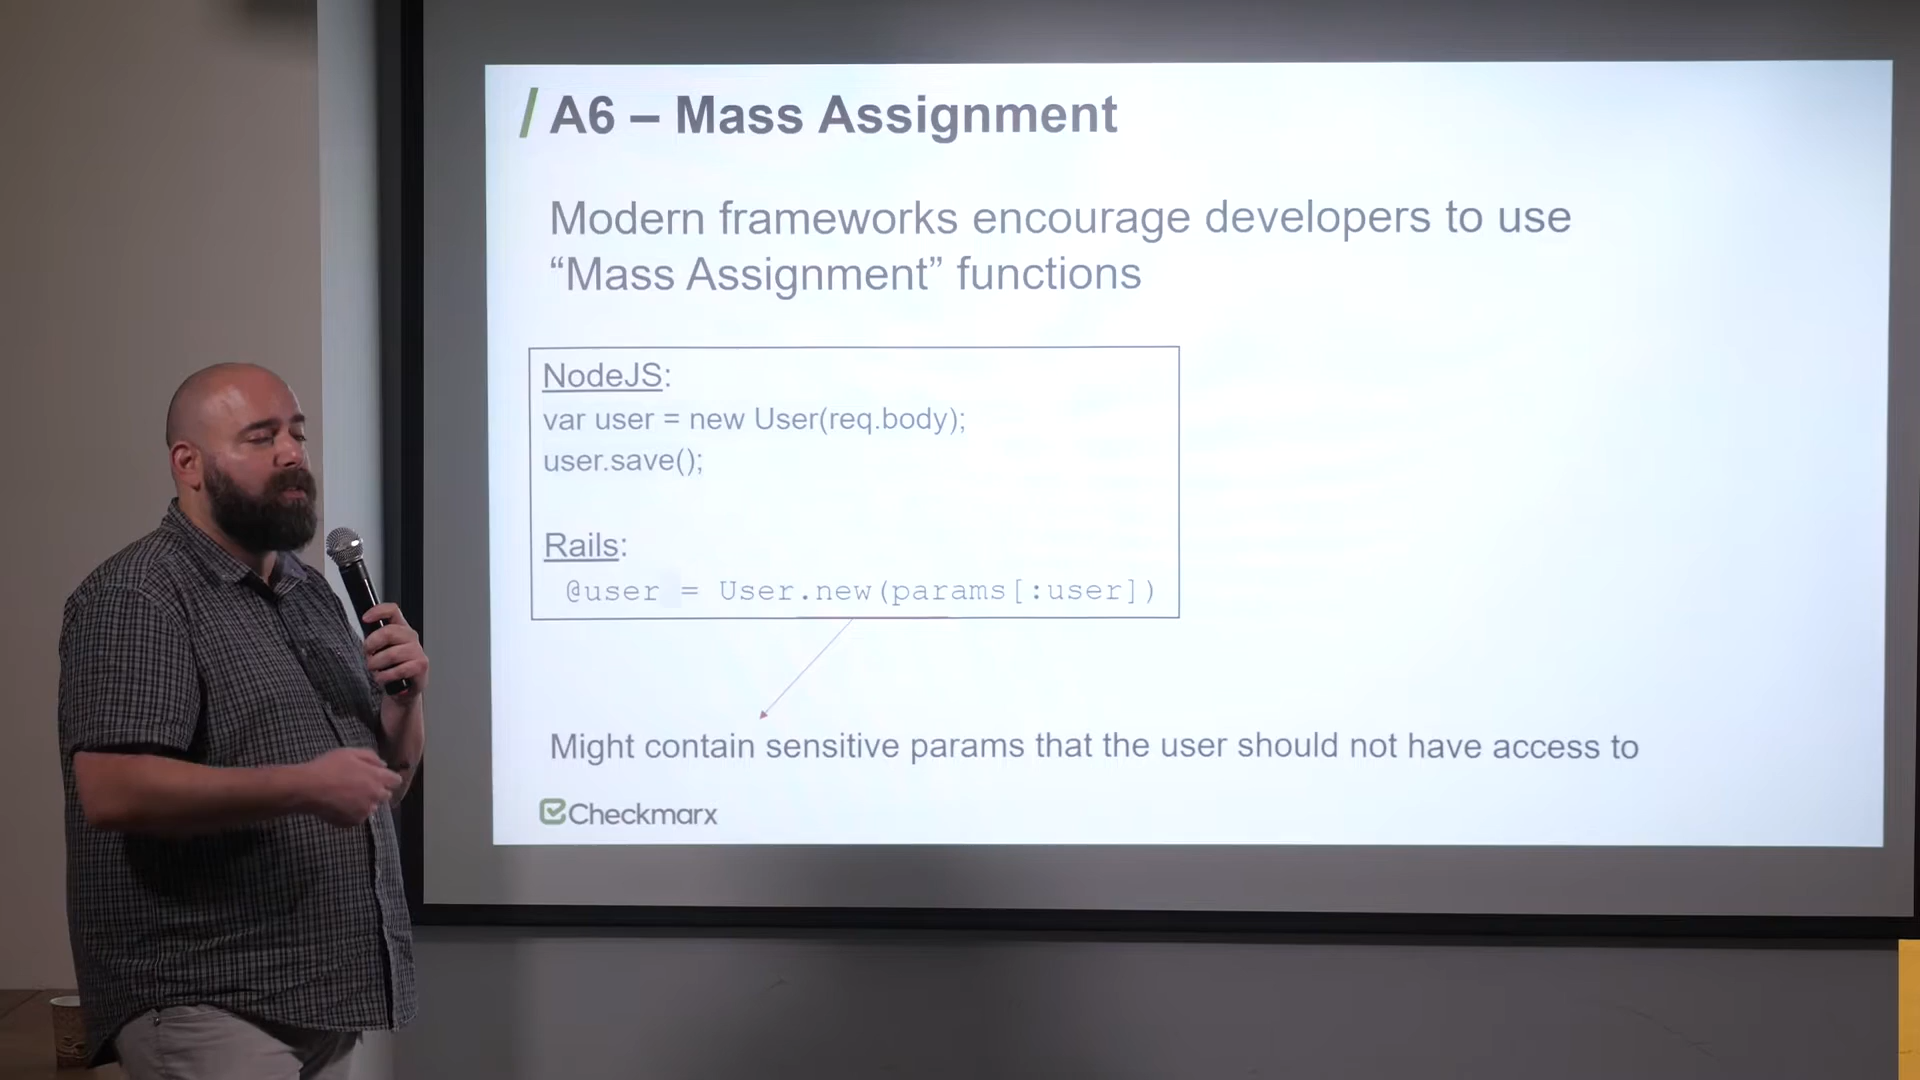 A6 – Mass Assignment
Modern frameworks encourage developers to use
“Mass Assignment” functions
NodeJS:
var user = new User(req.body);
user.save();
Rails:
@user = User.new(params[:user])
Might contain sensitive params that the user should not have access to
Checkmarx